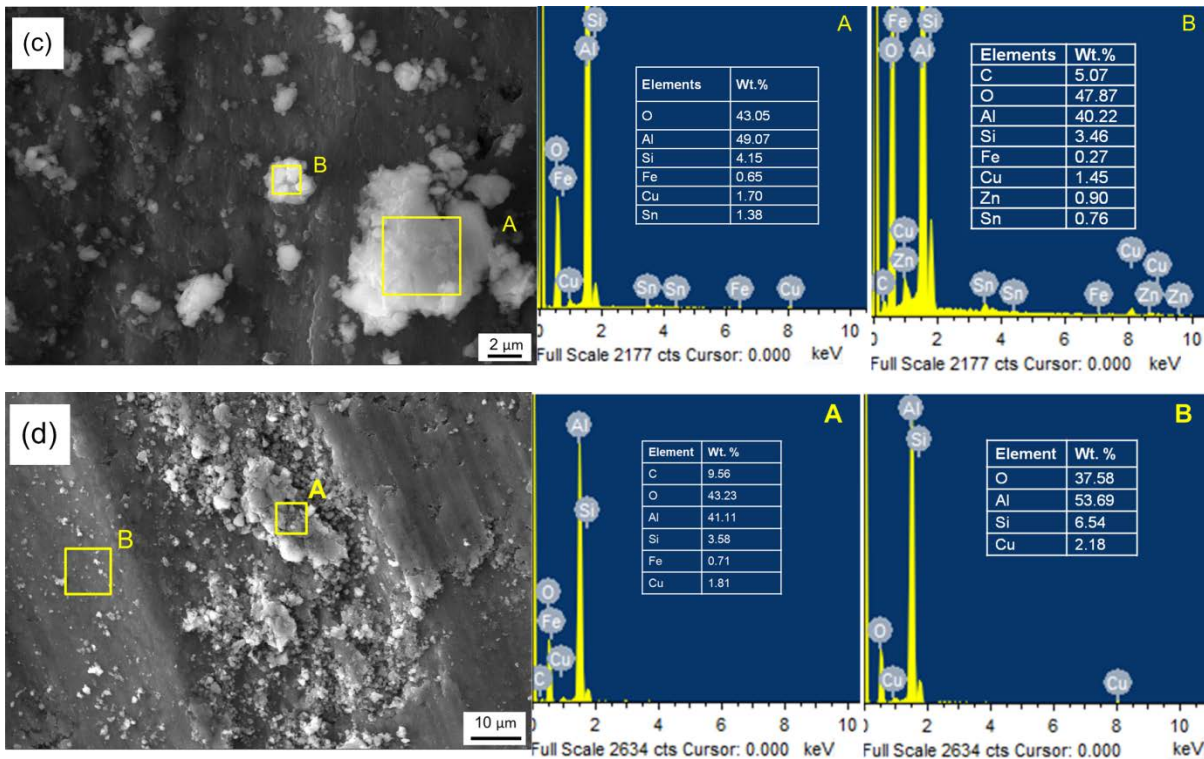 (c)
B
A
2 µm
A
Si
Al
O
Fe
Cu
Sn
Sn
Fe
Cu
Elements Wt.%
O 43.05
Al 49.07
Si 4.15
Fe 0.65
Cu 1.70
Sn 1.38
0 2 4 6 8 10
Full Scale 2177 cts Cursor: 0.000 keV
B
Fe
Si
O
Al
Cu
Zn
C
Sn
Sn
Fe
Cu
Cu
Zn
Zn
Elements Wt.%
C 5.07
O 47.87
Al 40.22
Si 3.46
Fe 0.27
Cu 1.45
Zn 0.90
Sn 0.76
0 2 4 6 8 10
Full Scale 2177 cts Cursor: 0.000 keV
(d)
A
B
10 µm
A
Al
Si
O
Fe
Cu
C
Element Wt. %
C 9.56
O 43.23
Al 41.11
Si 3.58
Fe 0.71
Cu 1.81
0 2 4 6 8 10
Full Scale 2634 cts Cursor: 0.000 keV
B
Al
Si
O
Cu
Cu
Element Wt. %
O 37.58
Al 53.69
Si 6.54
Cu 2.18
0 2 4 6 8 10
Full Scale 2634 cts Cursor: 0.000 keV